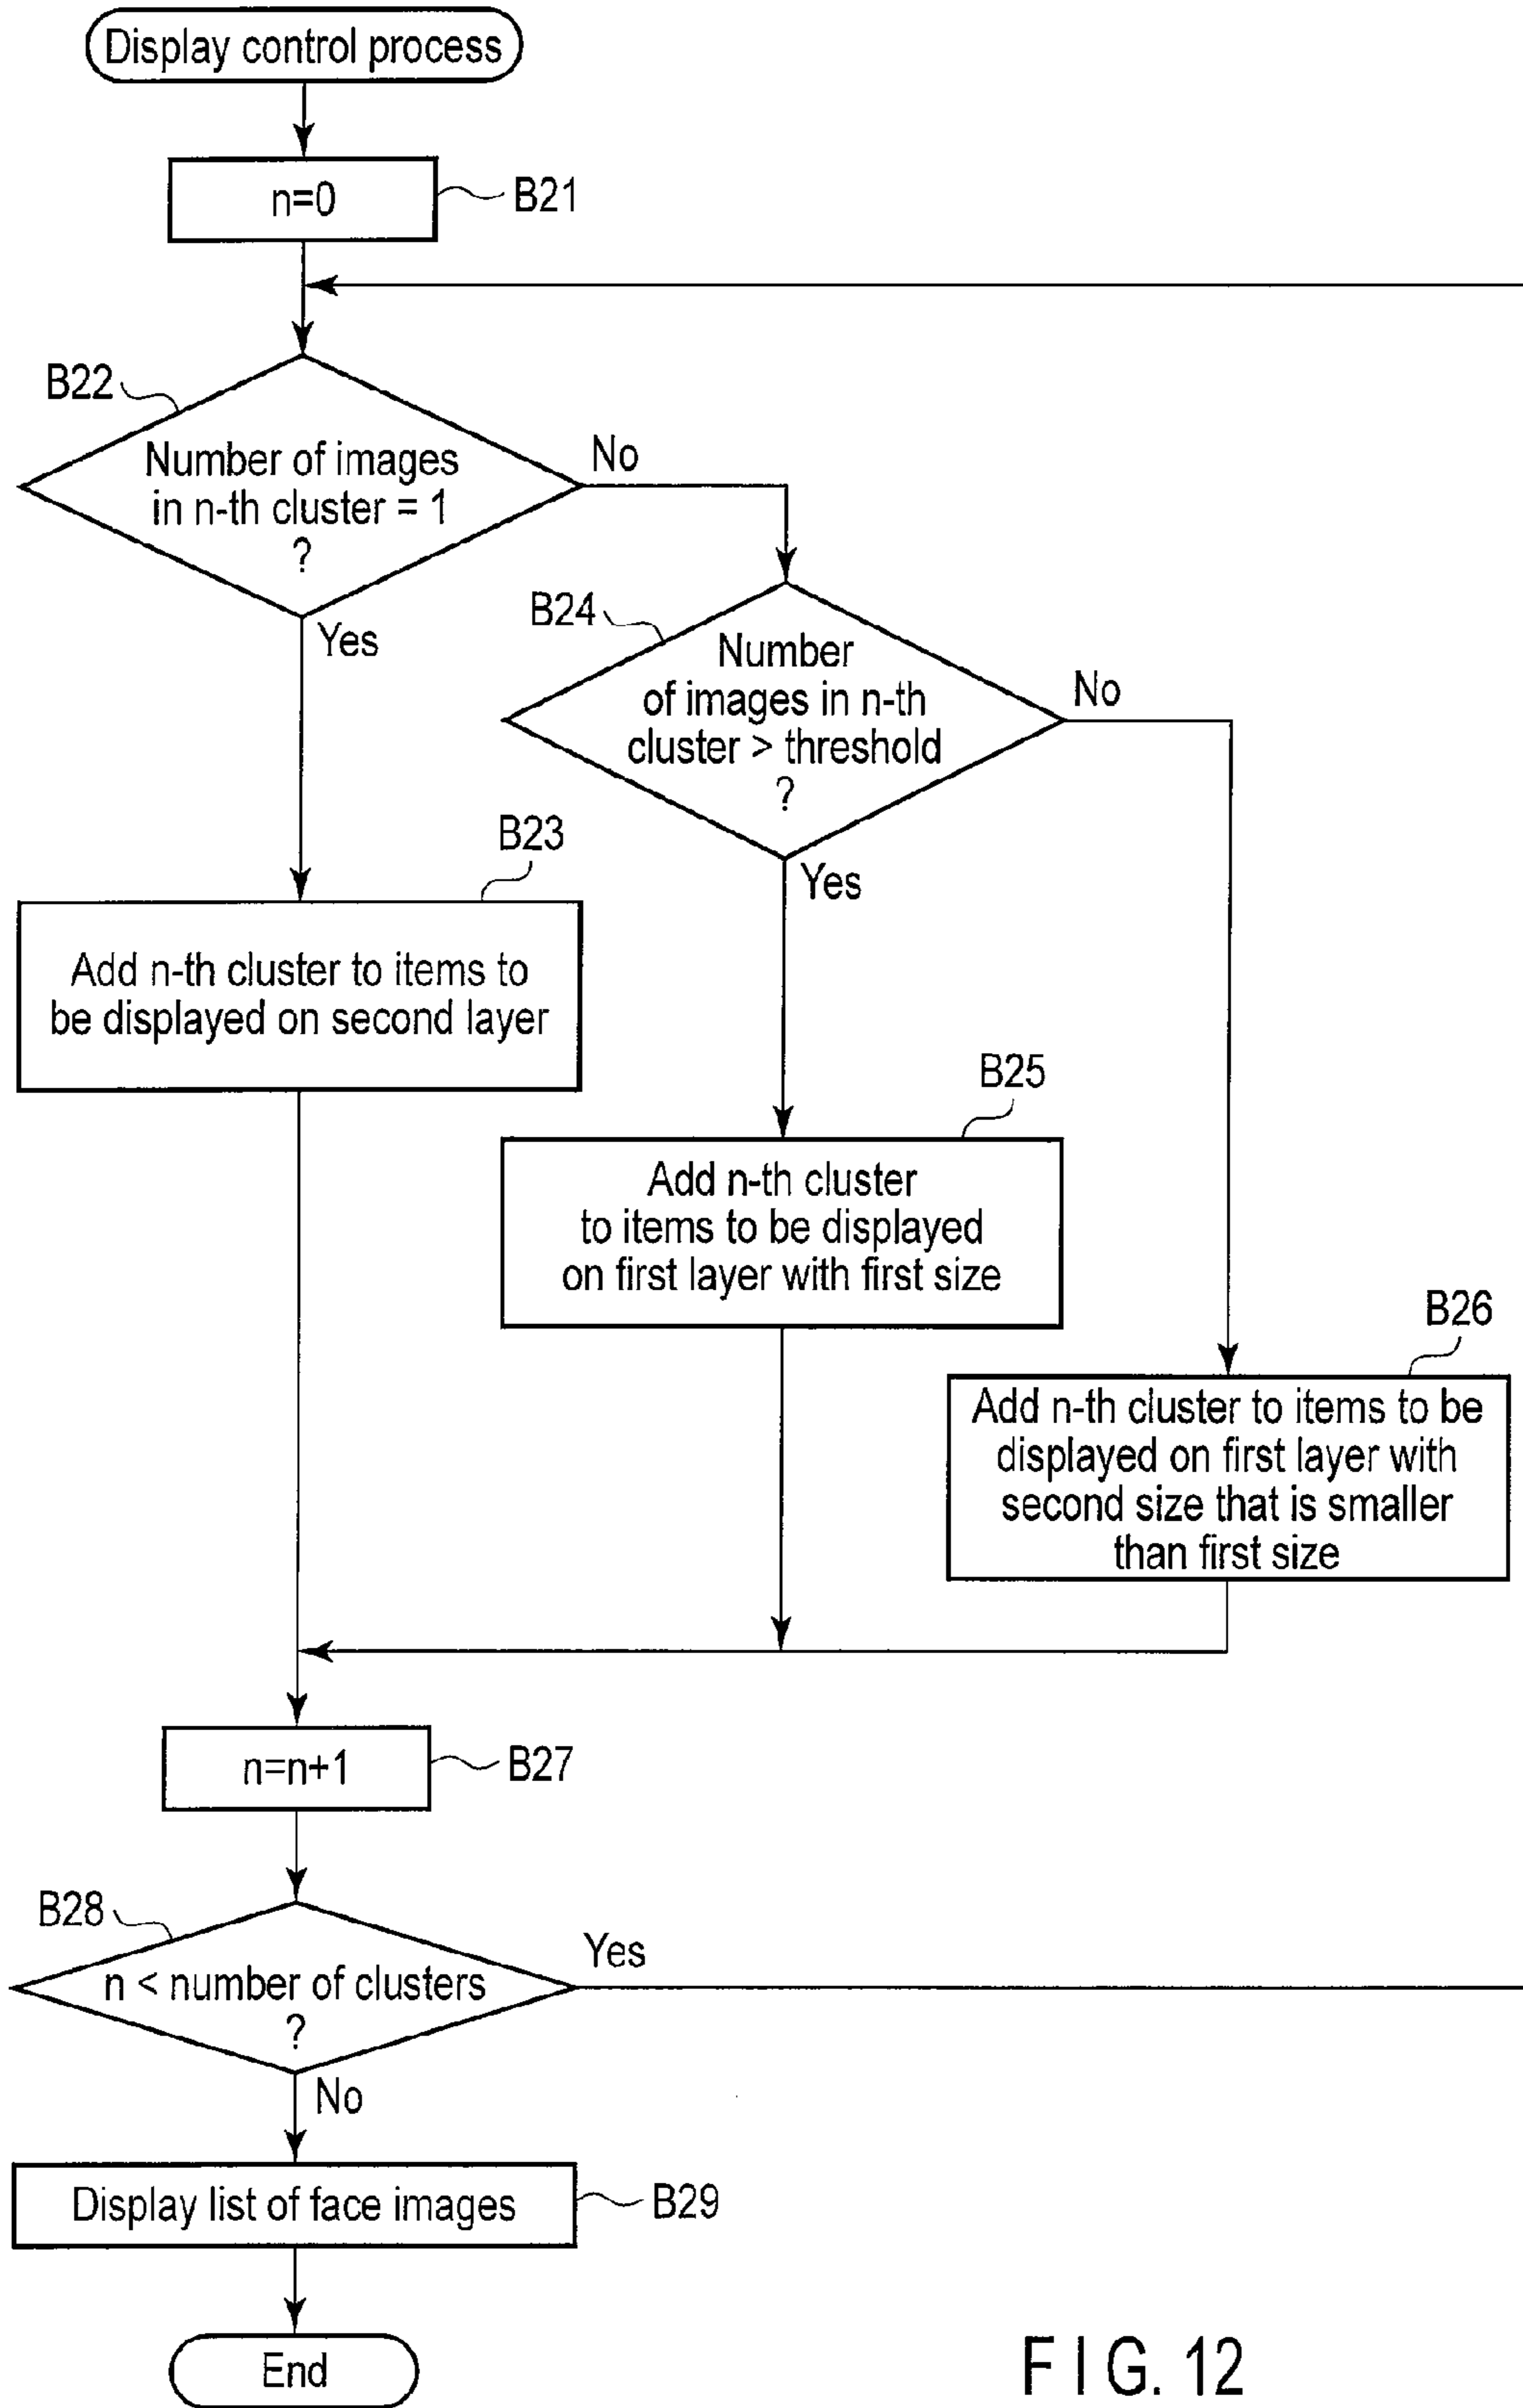 Display control process
n=0
B21
B22
Number of images
in n-th cluster = 1
?
No
Yes
B24
Number
of images in n-th
cluster > threshold
?
No
Yes
B23
Add n-th cluster to items to
be displayed on second layer
B25
Add n-th cluster
to items to be displayed
on first layer with first size
B26
Add n-th cluster to items to be
displayed on first layer with
second size that is smaller
than first size
n=n+1
B27
B28
n < number of clusters
?
Yes
No
Display list of face images
B29
End
FIG. 12